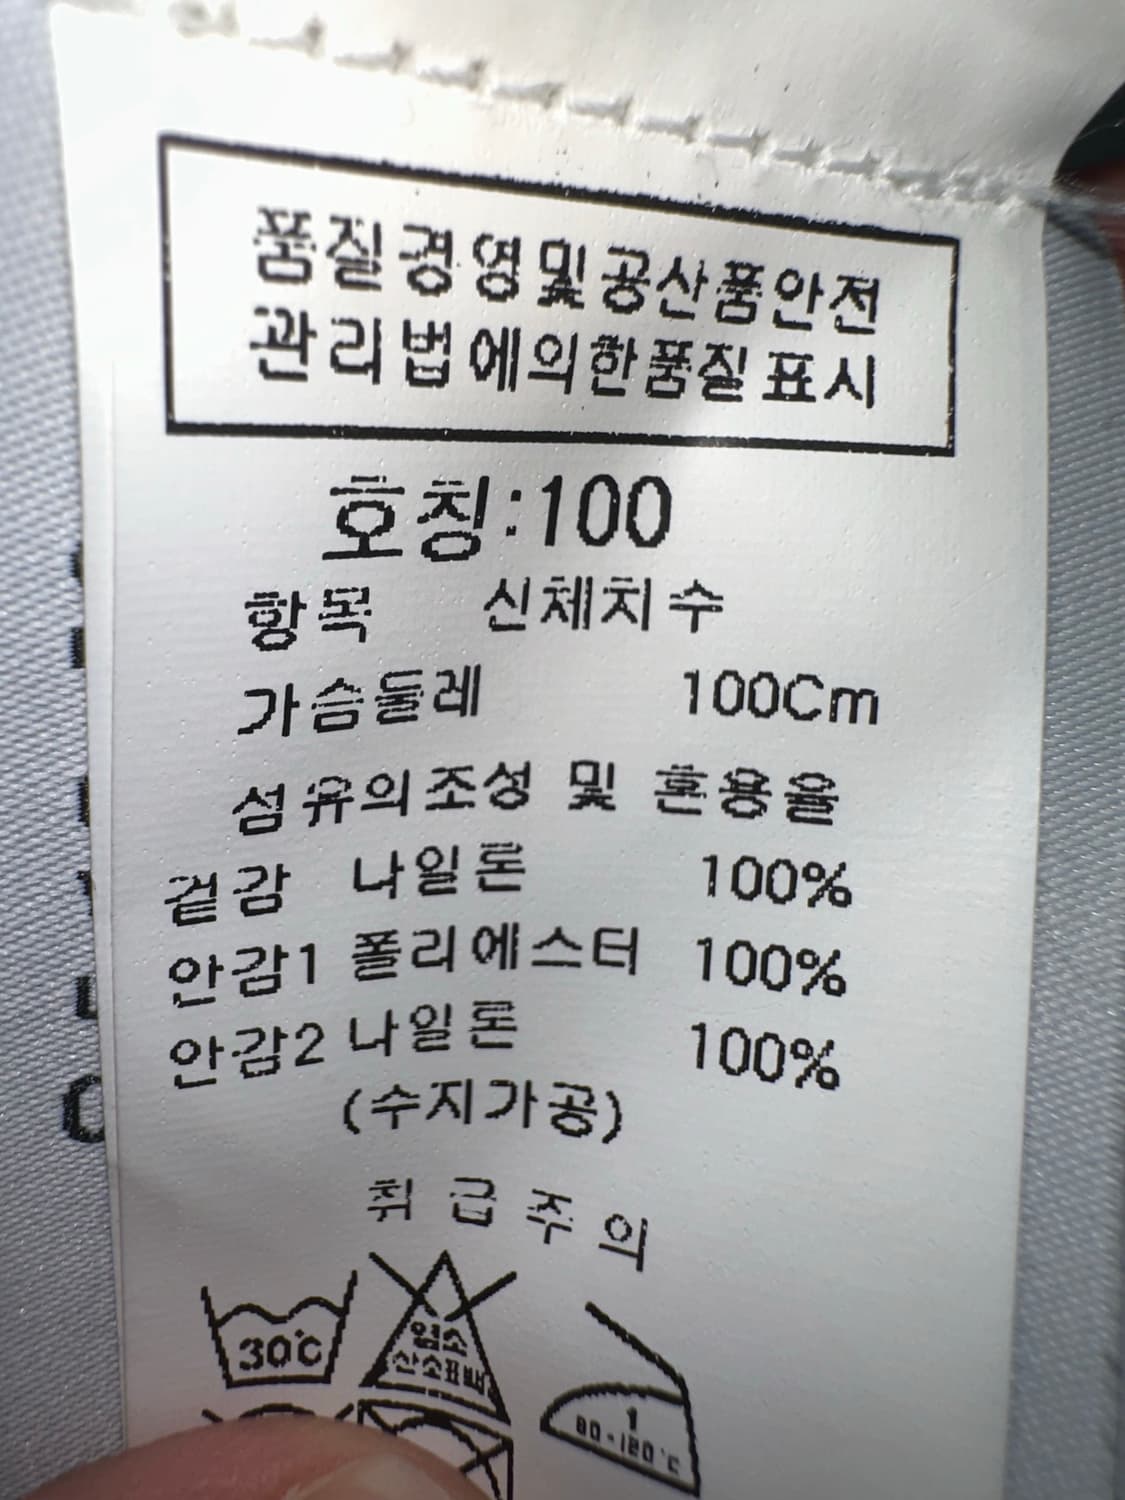 품질경영및공산품안전
관리법에의한품질표시
호칭:100
항목 신체치수
가슴둘레 100Cm
섬유의조성 및 혼용율
겉감 나일론 100%
안감1 폴리에스터 100%
안감2 나일론 100%
(수지가공)
취급주의
30℃
염소
산소표백
1
80-120℃